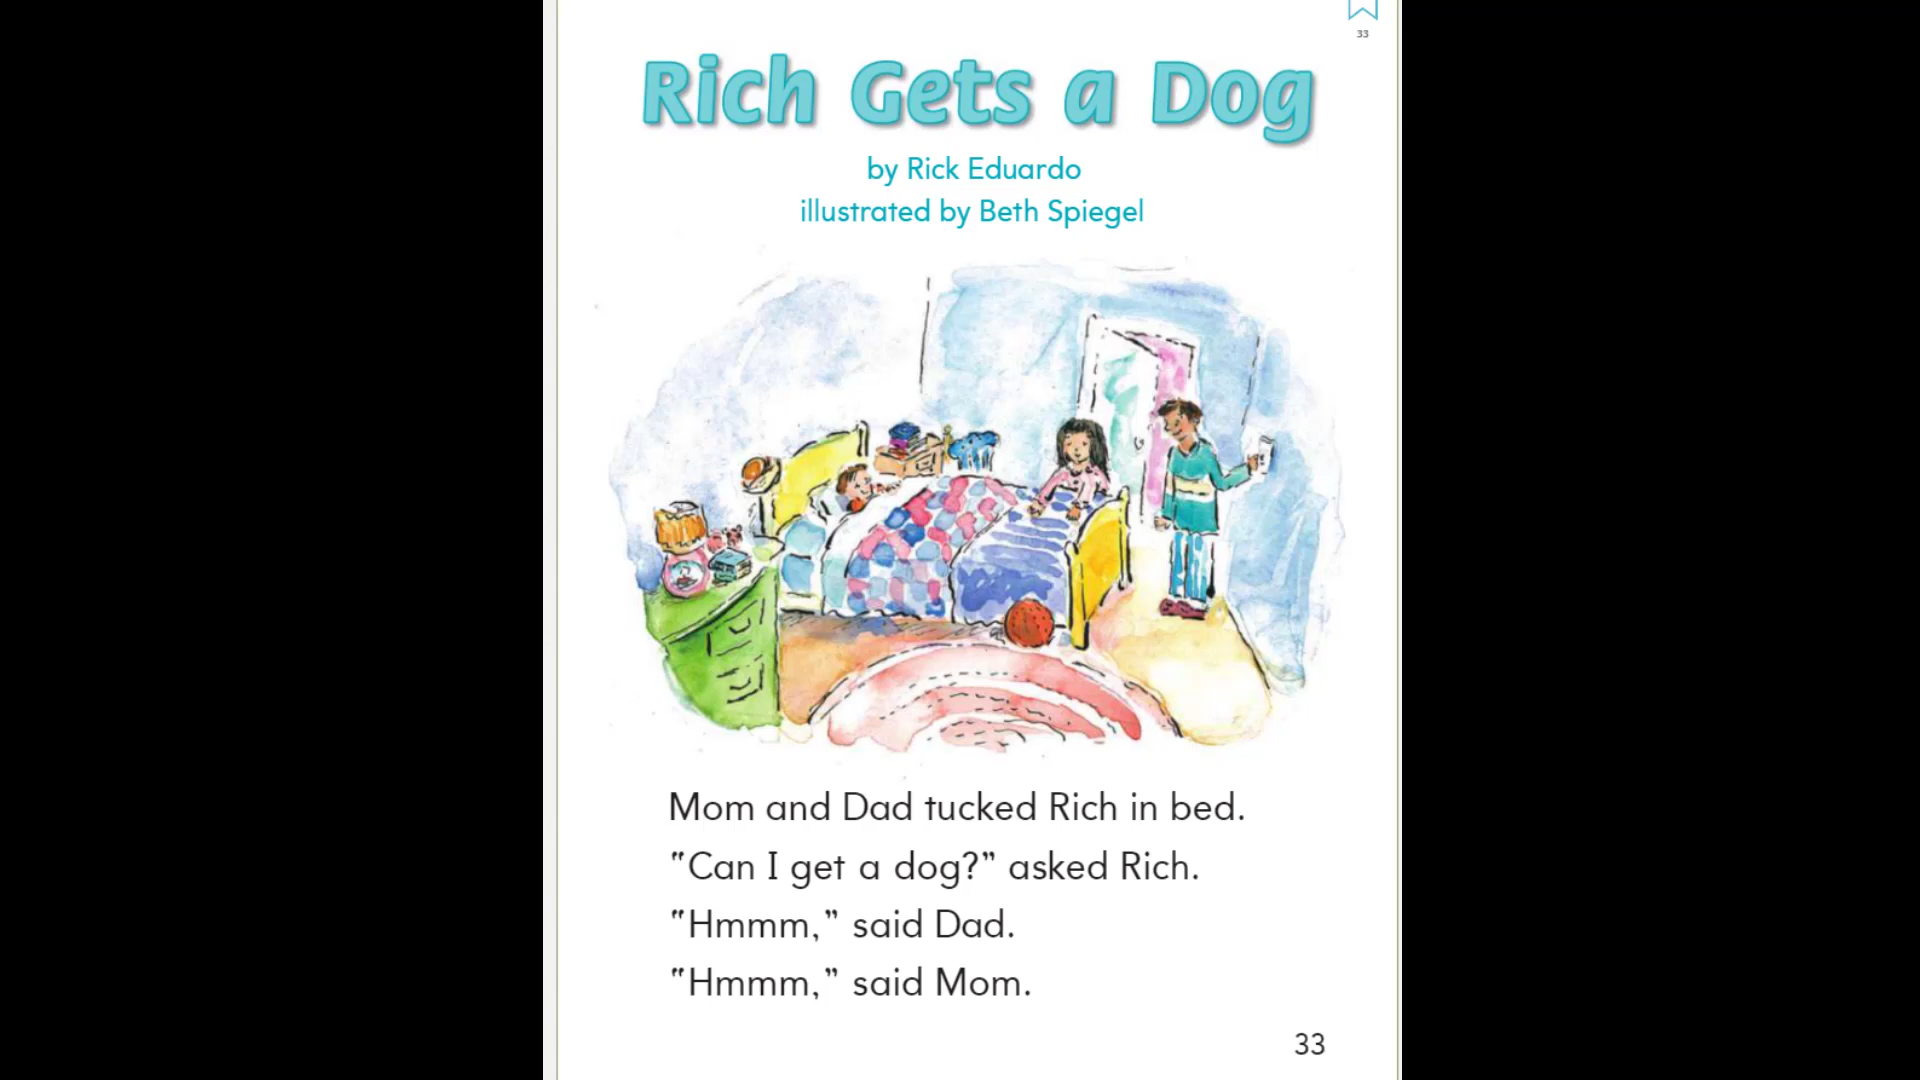 33
Rich Gets a Dog
by Rick Eduardo
illustrated by Beth Spiegel
Mom and Dad tucked Rich in bed.
“Can I get a dog?” asked Rich.
“Hmmm,” said Dad.
“Hmmm,” said Mom.
33